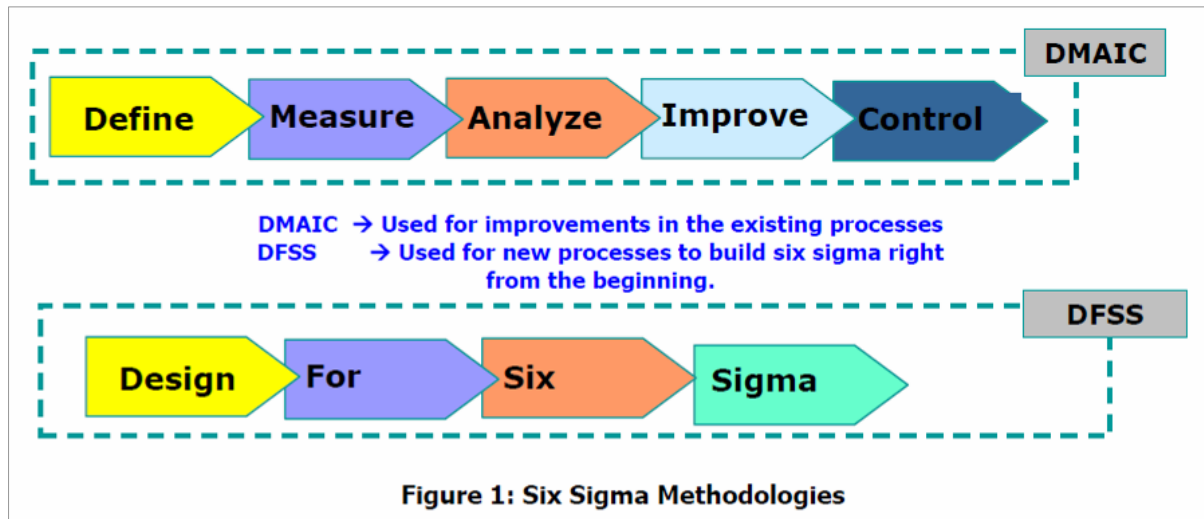 DMAIC
Define Measure Analyze Improve Control
DMAIC → Used for improvements in the existing processes
DFSS → Used for new processes to build six sigma right
from the beginning.
DFSS
Design For Six Sigma
Figure 1: Six Sigma Methodologies